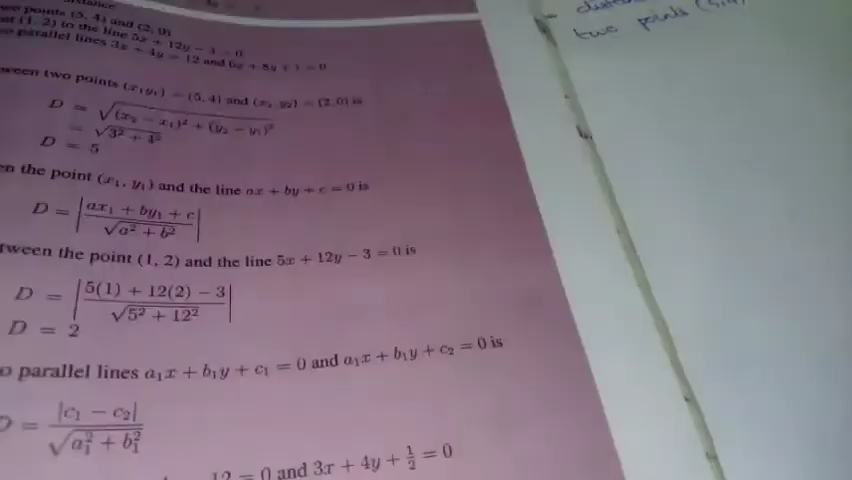 distance
two points (5, 4) and (2, 0)
(1, 2) to the line 5x + 12y − 3 = 0
parallel lines 3x + 4y = 12 and 6x + 8y + 1 = 0
two points (x₁y₁) = (5, 4) and (x₂, y₂) = (2, 0) is
D = √(x₂ − x₁)² + (y₂ − y₁)²
= √3² + 4²
D = 5
the point (x₁, y₁) and the line ax + by + c = 0 is
D = |ax₁ + by₁ + c / √a² + b²|
tween the point (1, 2) and the line 5x + 12y − 3 = 0 is
D = |5(1) + 12(2) − 3 / √5² + 12²|
D = 2
o parallel lines a₁x + b₁y + c₁ = 0 and a₁x + b₁y + c₂ = 0 is
D = |c₁ − c₂| / √a₁² + b₁²
12 = 0 and 3x + 4y + 1/2 = 0
two points (5,4)